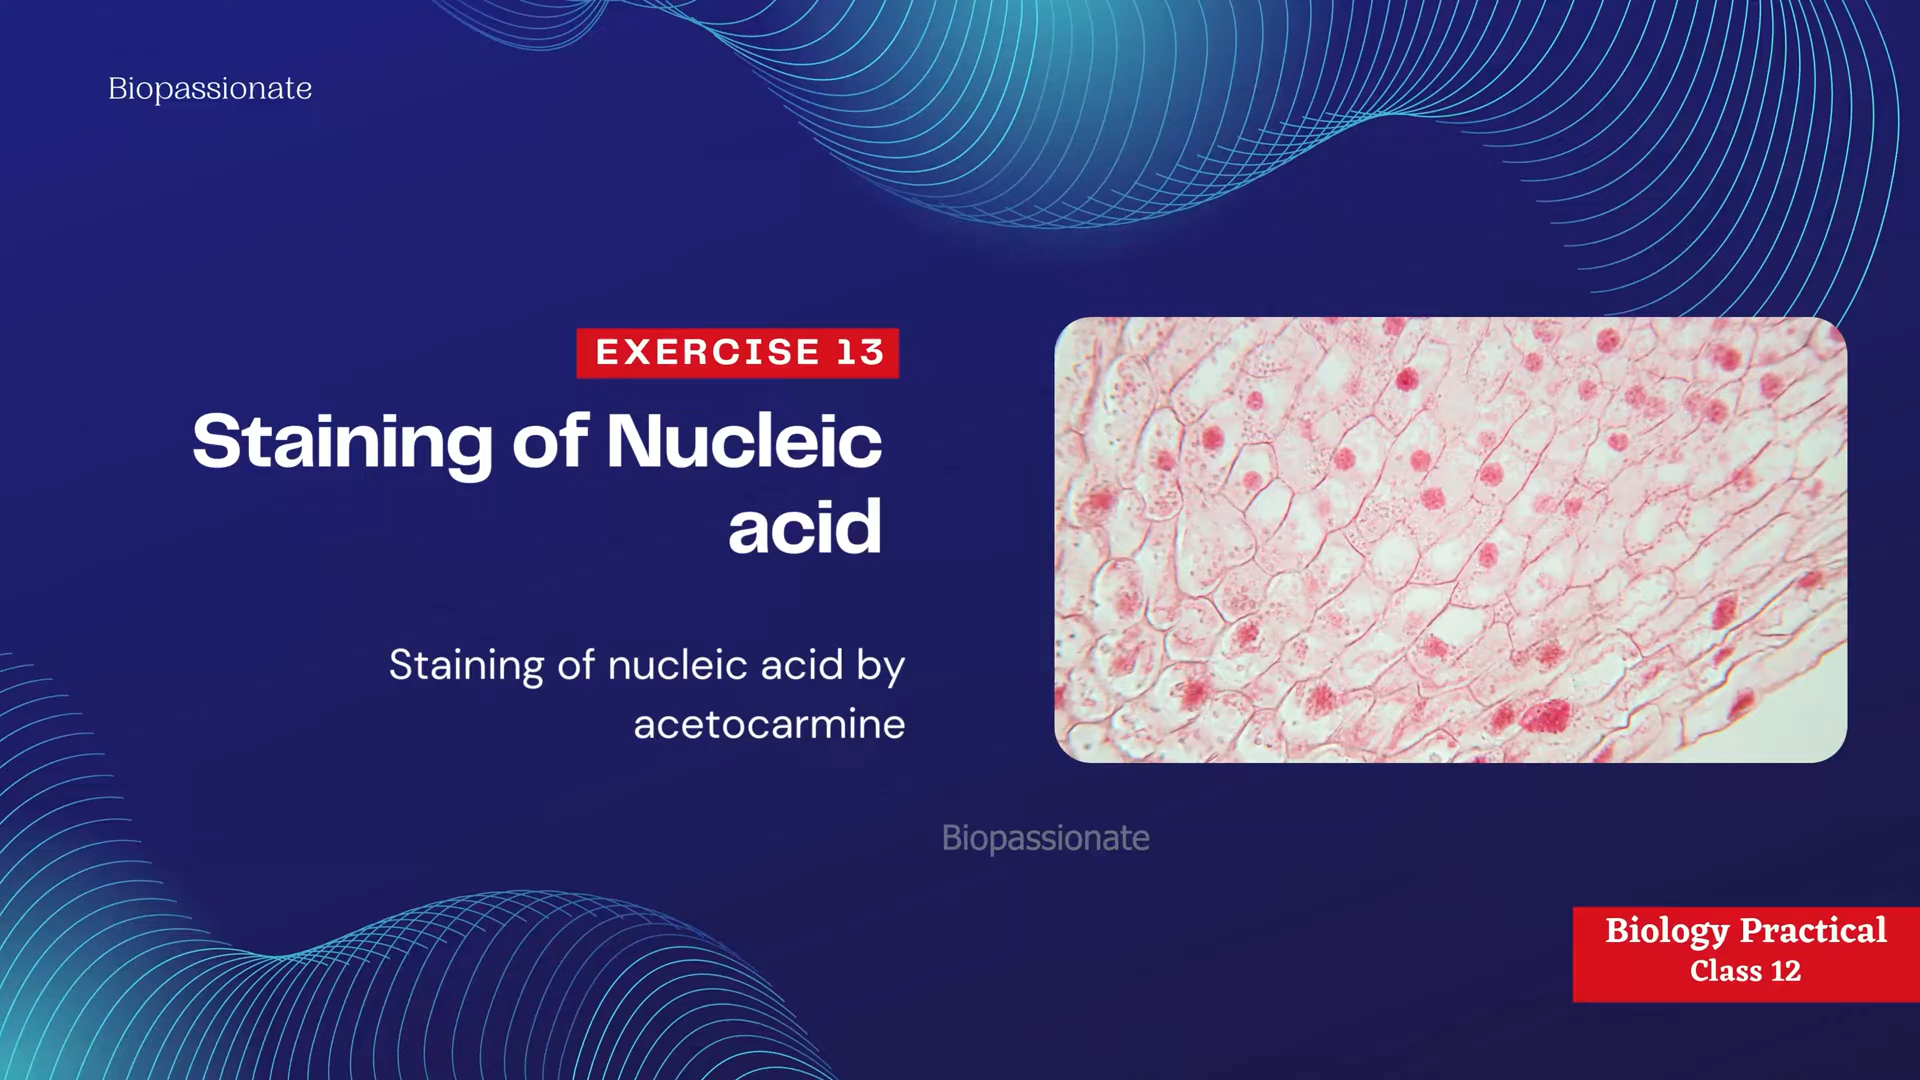 Biopassionate
EXERCISE 13
Staining of Nucleic
acid
Staining of nucleic acid by
acetocarmine
Biopassionate
Biology Practical
Class 12